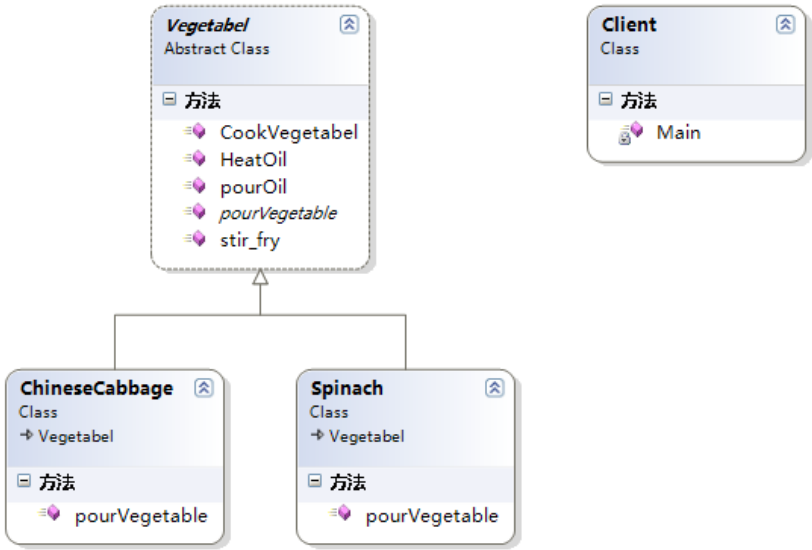 Vegetabel
Abstract Class
方法
CookVegetabel
HeatOil
pourOil
pourVegetable
stir_fry
Client
Class
方法
Main
ChineseCabbage
Class
Vegetabel
方法
pourVegetable
Spinach
Class
Vegetabel
方法
pourVegetable